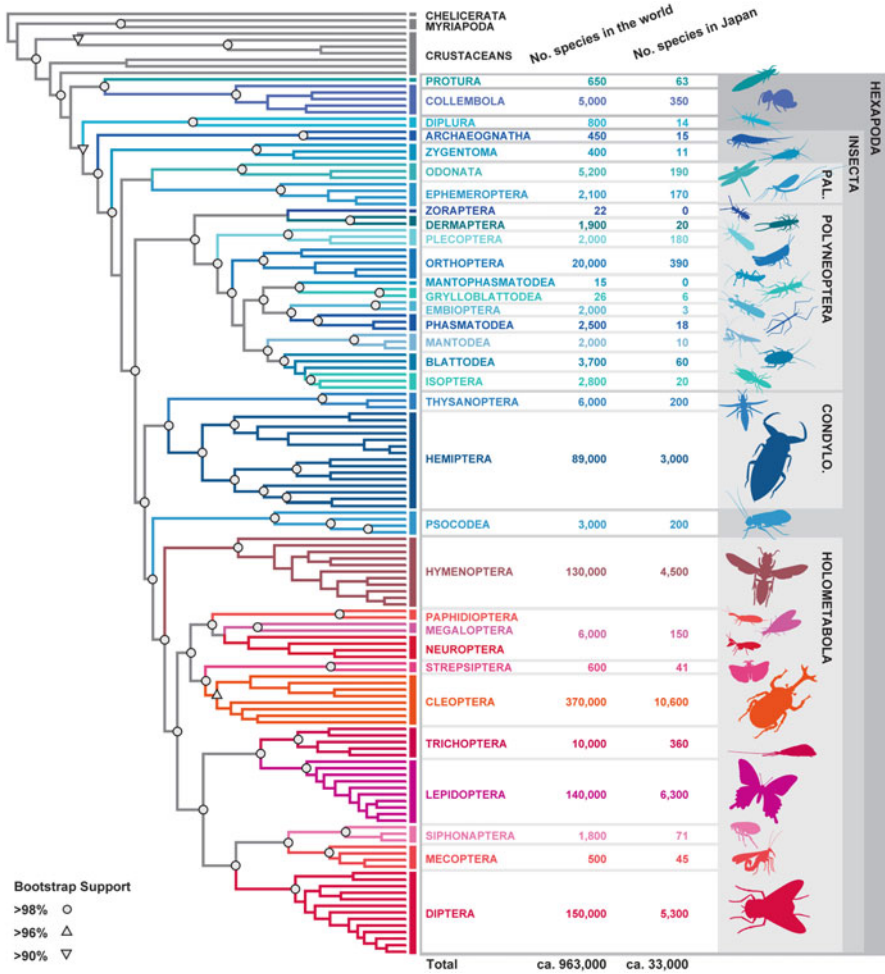 No. species in the world
No. species in Japan
CHELICERATA
MYRIAPODA
CRUSTACEANS
PROTURA 650 63
COLLEMBOLA 5,000 350
DIPLURA 800 14
ARCHAEOGNATHA 450 15
ZYGENTOMA 400 11
ODONATA 5,200 190
EPHEMEROPTERA 2,100 170
ZORAPTERA 22 0
DERMAPTERA 1,900 20
PLECOPTERA 2,000 180
ORTHOPTERA 20,000 390
MANTOPHASMATODEA 15 0
GRYLLOBLATTODEA 26 6
EMBIOPTERA 2,000 3
PHASMATODEA 2,500 18
MANTODEA 2,000 10
BLATTODEA 3,700 60
ISOPTERA 2,800 20
THYSANOPTERA 6,000 200
HEMIPTERA 89,000 3,000
PSOCODEA 3,000 200
HYMENOPTERA 130,000 4,500
PAPHIDIOPTERA
MEGALOPTERA 6,000 150
NEUROPTERA
STREPSIPTERA 600 41
CLEOPTERA 370,000 10,600
TRICHOPTERA 10,000 360
LEPIDOPTERA 140,000 6,300
SIPHONAPTERA 1,800 71
MECOPTERA 500 45
DIPTERA 150,000 5,300
Total ca. 963,000 ca. 33,000
HEXAPODA
INSECTA
PAL.
POLYNEOPTERA
CONDYLO.
HOLOMETABOLA
Bootstrap Support
>98%
>96%
>90%